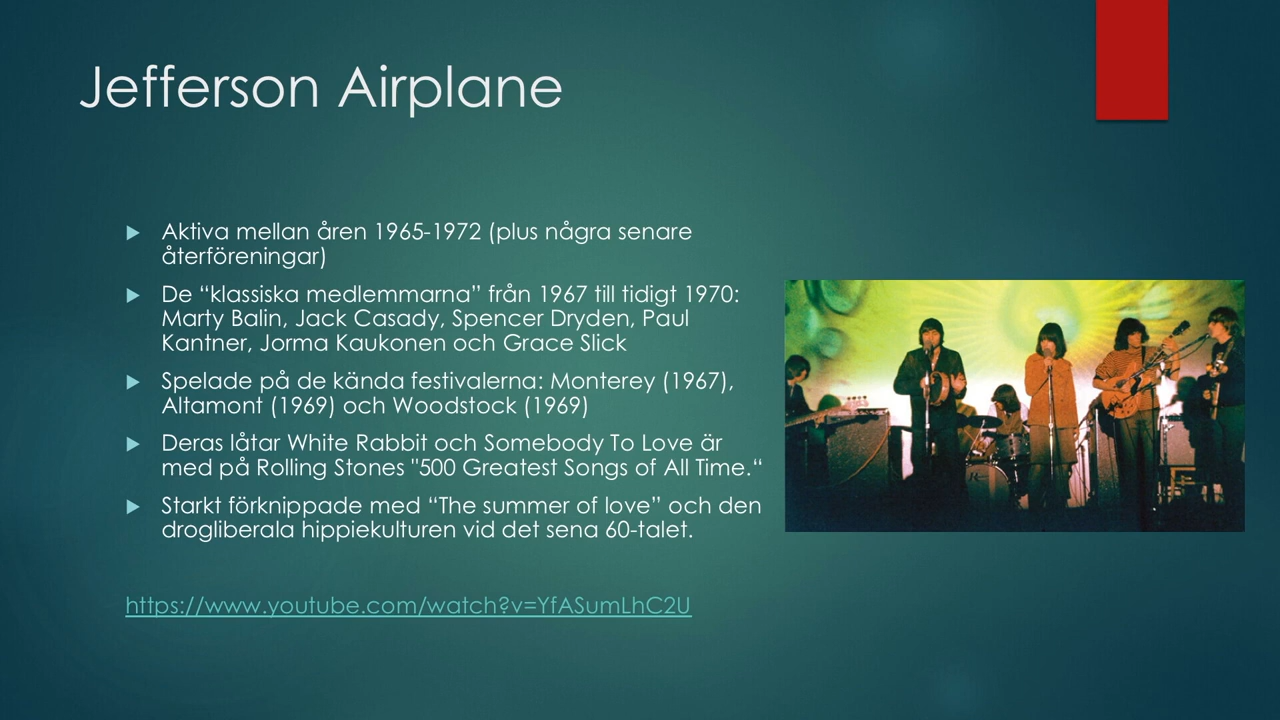 Jefferson Airplane
Aktiva mellan åren 1965-1972 (plus några senare
återföreningar)
De “klassiska medlemmarna” från 1967 till tidigt 1970:
Marty Balin, Jack Casady, Spencer Dryden, Paul
Kantner, Jorma Kaukonen och Grace Slick
Spelade på de kända festivalerna: Monterey (1967),
Altamont (1969) och Woodstock (1969)
Deras låtar White Rabbit och Somebody To Love är
med på Rolling Stones "500 Greatest Songs of All Time.“
Starkt förknippade med “The summer of love” och den
drogliberala hippiekulturen vid det sena 60-talet.
https://www.youtube.com/watch?v=YfASumLhC2U